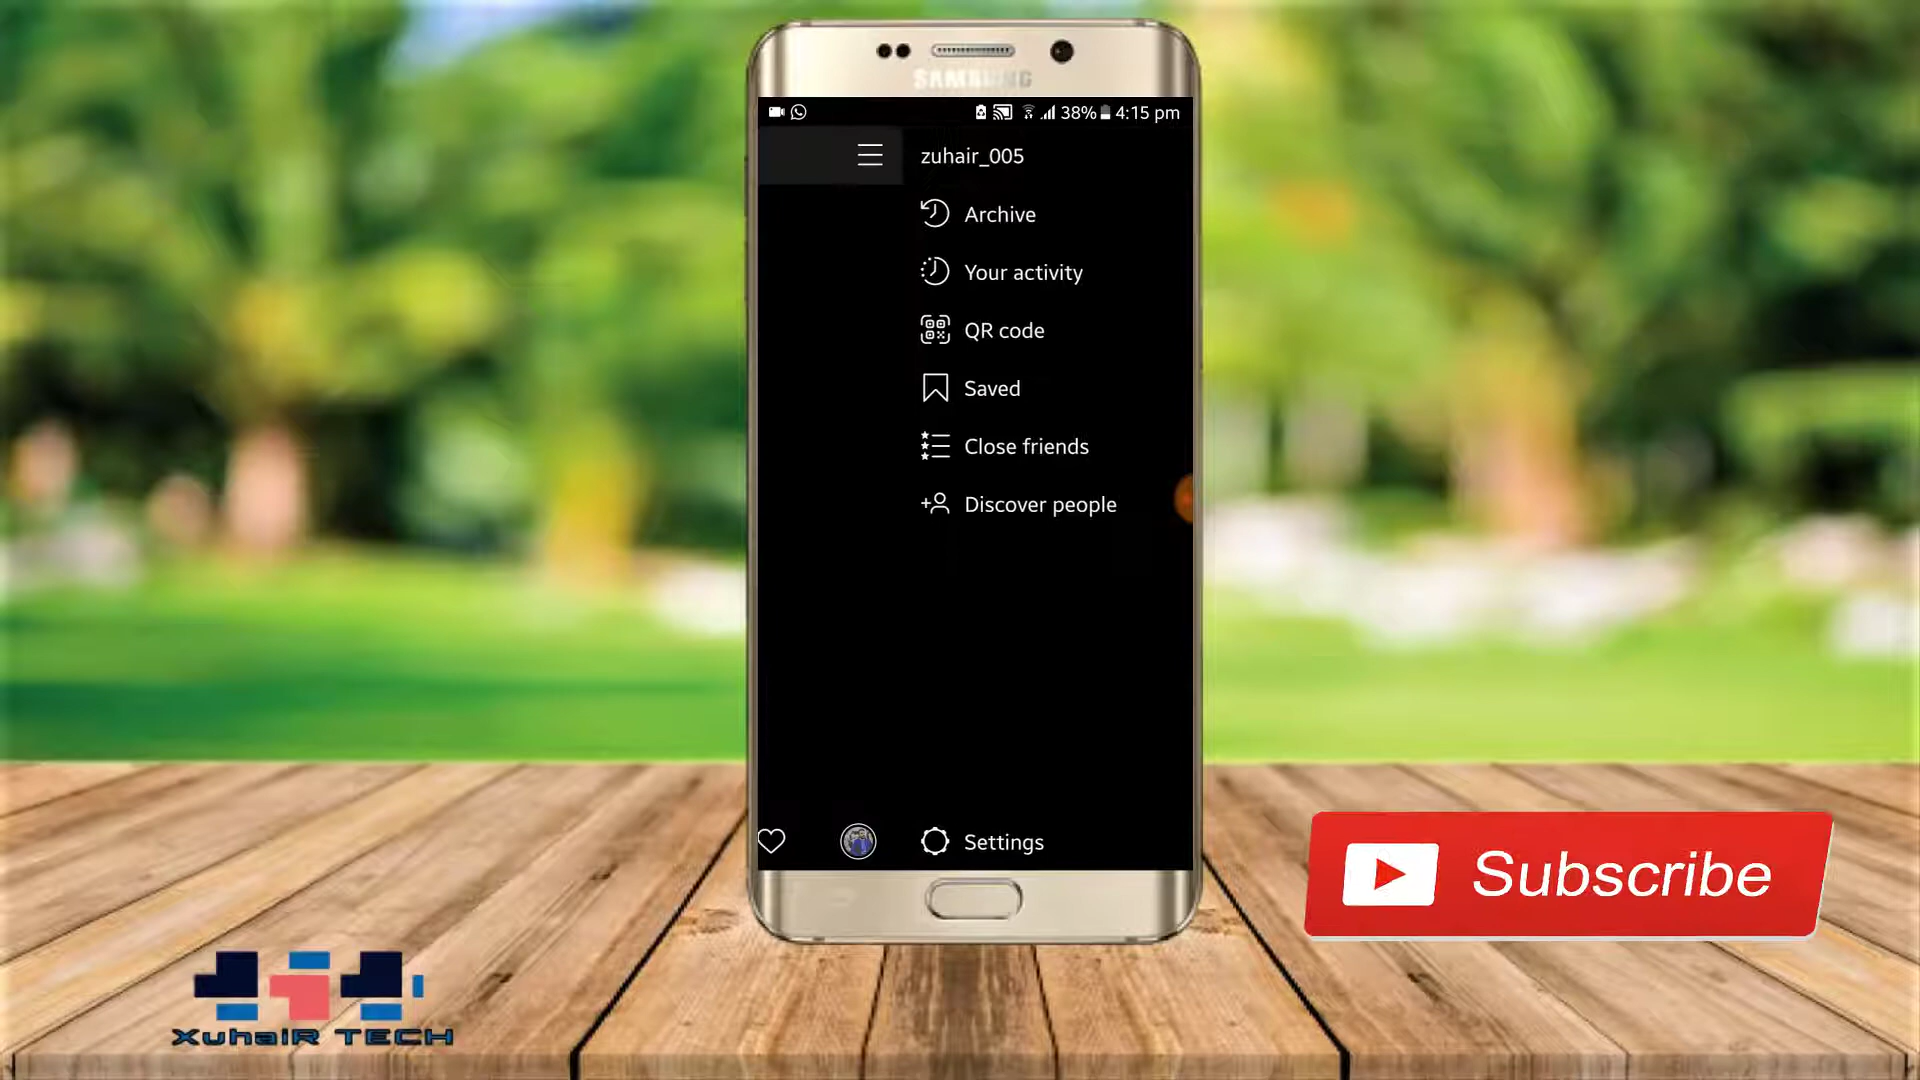 SAMSUNG
38% 4:15 pm
zuhair_005
Archive
Your activity
QR code
Saved
Close friends
Discover people
Settings
Subscribe
XuhaiR TECH